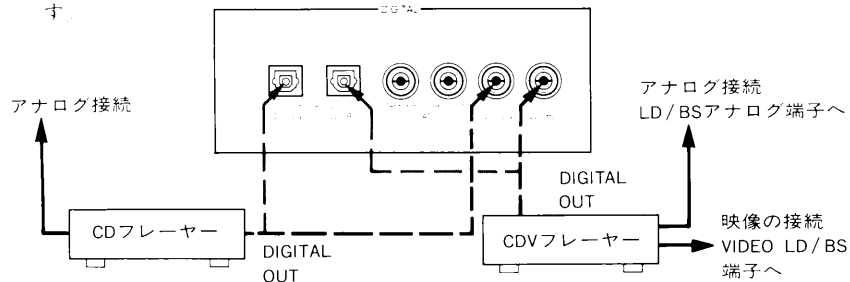 す
DIGITAL
アナログ接続
アナログ接続
LD/BSアナログ端子へ
DIGITAL
OUT
CDフレーヤー
CDVフレーヤー
映像の接続
VIDEO LD/BS
端子へ
DIGITAL
OUT